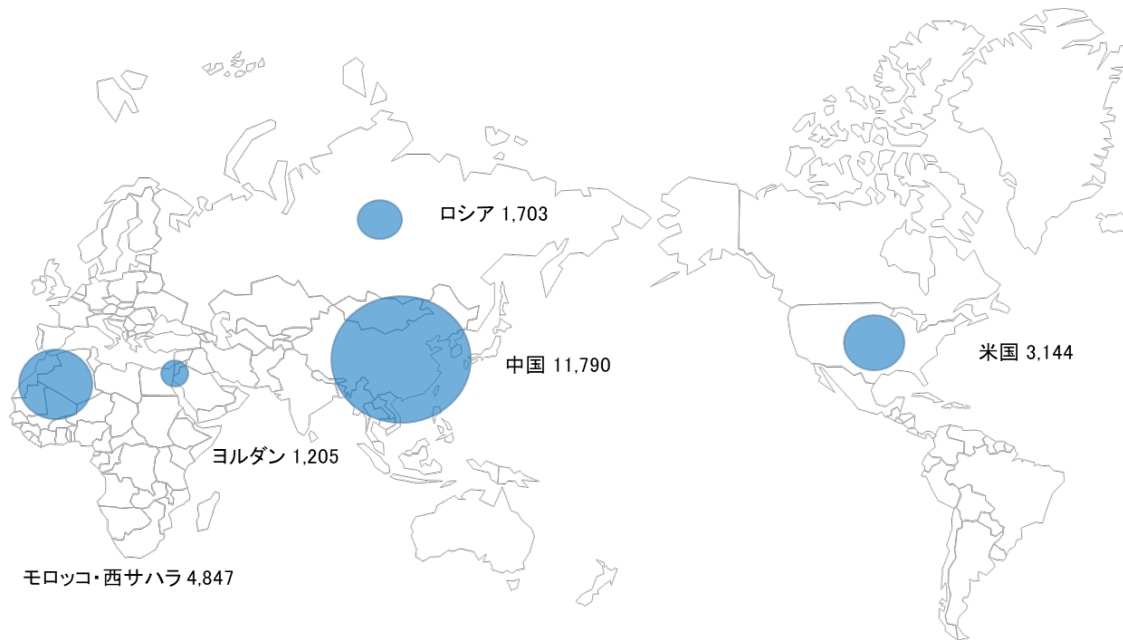 ロシア 1,703
米国 3,144
中国 11,790
ヨルダン 1,205
モロッコ・西サハラ 4,847